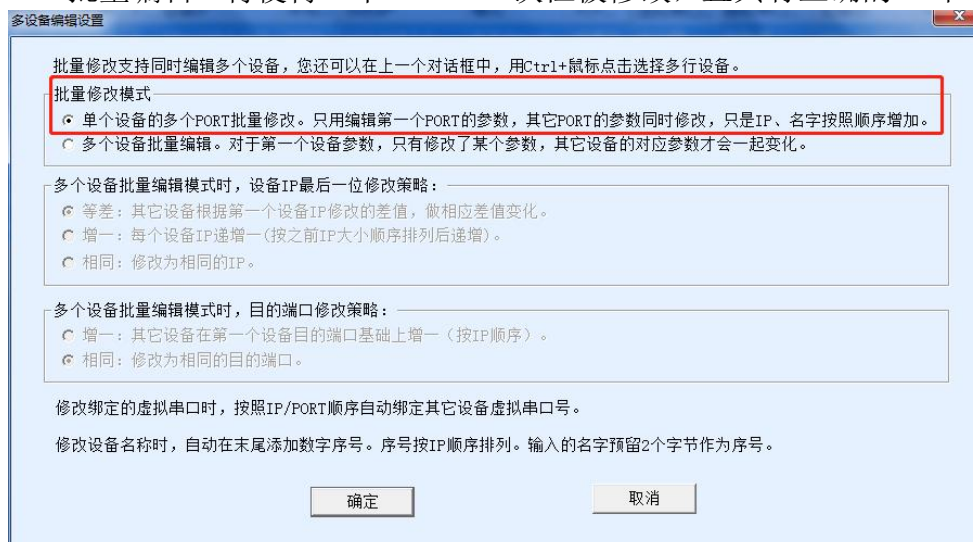 多设备编辑设置
批量修改支持同时编辑多个设备，您还可以在上一个对话框中，用Ctrl+鼠标点击选择多行设备。
批量修改模式
单个设备的多个PORT批量修改。只用编辑第一个PORT的参数，其它PORT的参数同时修改，只是IP、名字按照顺序增加。
多个设备批量编辑。对于第一个设备参数，只有修改了某个参数，其它设备的对应参数才会一起变化。
多个设备批量编辑模式时，设备IP最后一位修改策略：
等差：其它设备根据第一个设备IP修改的差值，做相应差值变化。
增一：每个设备IP递增一(按之前IP大小顺序排列后递增)。
相同：修改为相同的IP。
多个设备批量编辑模式时，目的端口修改策略：
增一：其它设备在第一个设备目的端口基础上增一（按IP顺序）。
相同：修改为相同的目的端口。
修改绑定的虚拟串口时，按照IP/PORT顺序自动绑定其它设备虚拟串口号。
修改设备名称时，自动在末尾添加数字序号。序号按IP顺序排列。输入的名字预留2个字节作为序号。
确定
取消